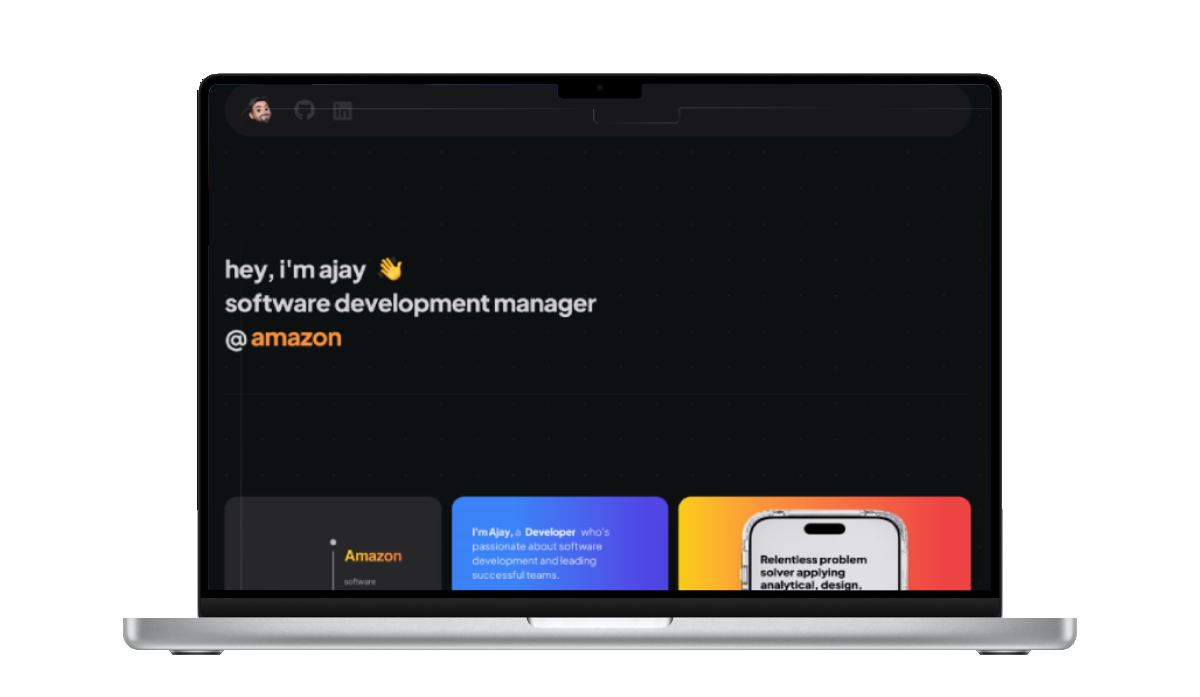 hey, i'm ajay 👋
software development manager
@amazon
Amazon
software
I'm Ajay, a Developer who's
passionate about software
development and leading
successful teams.
Relentless problem
solver applying
analytical, design,